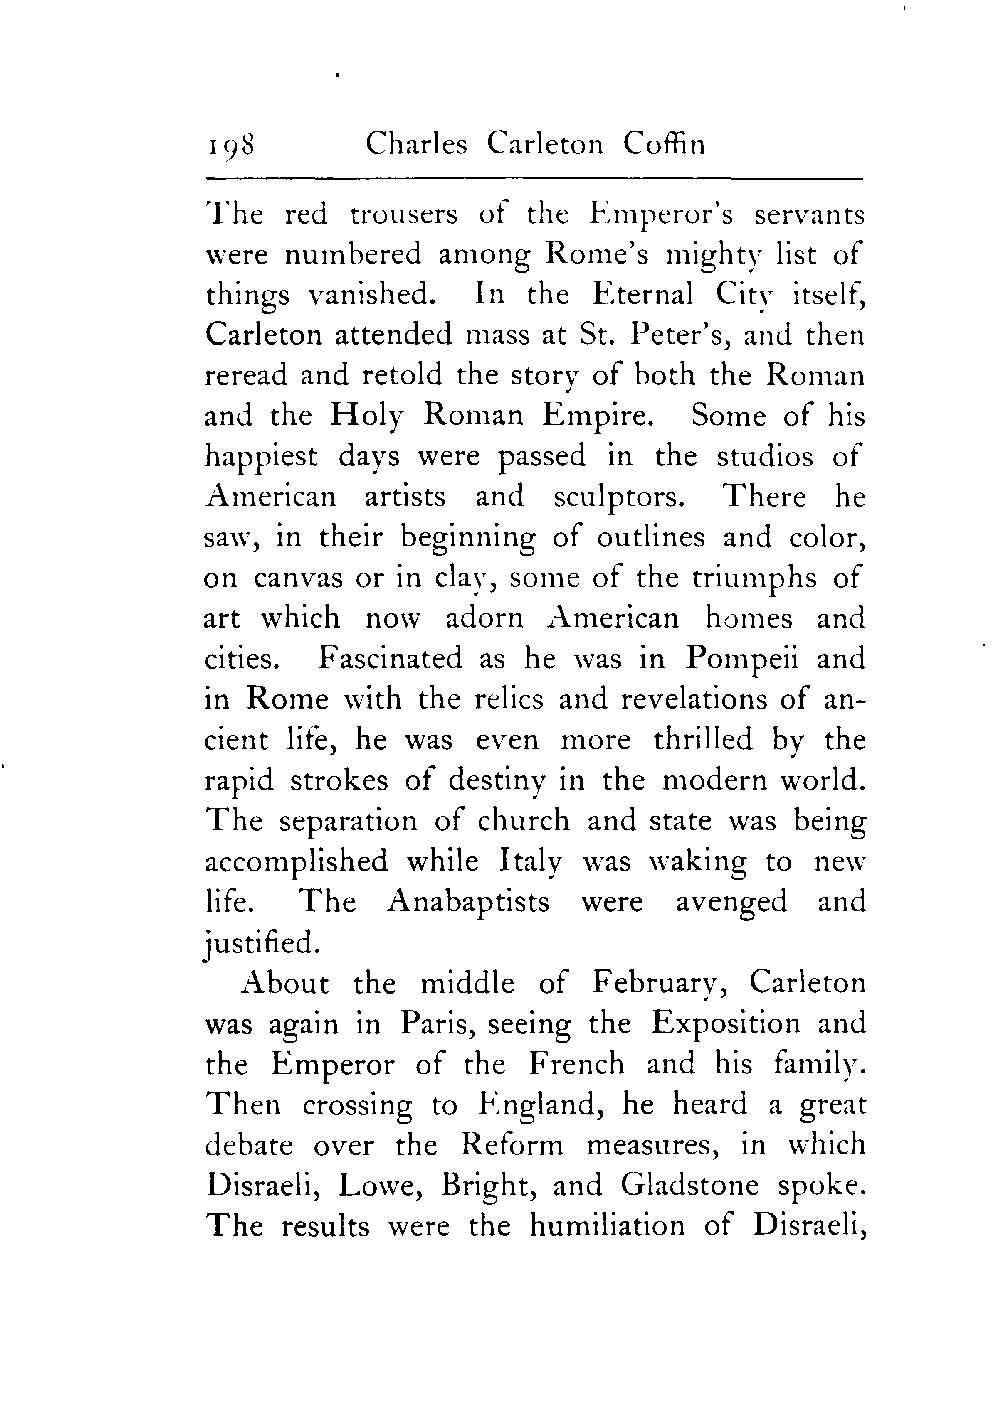 198 Charles Carleton Coffin
The red trousers of the Emperor's servants
were numbered among Rome's mighty list of
things vanished. In the Eternal City itself,
Carleton attended mass at St. Peter's, and then
reread and retold the story of both the Roman
and the Holy Roman Empire. Some of his
happiest days were passed in the studios of
American artists and sculptors. There he
saw, in their beginning of outlines and color,
on canvas or in clay, some of the triumphs of
art which now adorn American homes and
cities. Fascinated as he was in Pompeii and
in Rome with the relics and revelations of an-
cient life, he was even more thrilled by the
rapid strokes of destiny in the modern world.
The separation of church and state was being
accomplished while Italy was waking to new
life. The Anabaptists were avenged and
justified.
About the middle of February, Carleton
was again in Paris, seeing the Exposition and
the Emperor of the French and his family.
Then crossing to England, he heard a great
debate over the Reform measures, in which
Disraeli, Lowe, Bright, and Gladstone spoke.
The results were the humiliation of Disraeli,